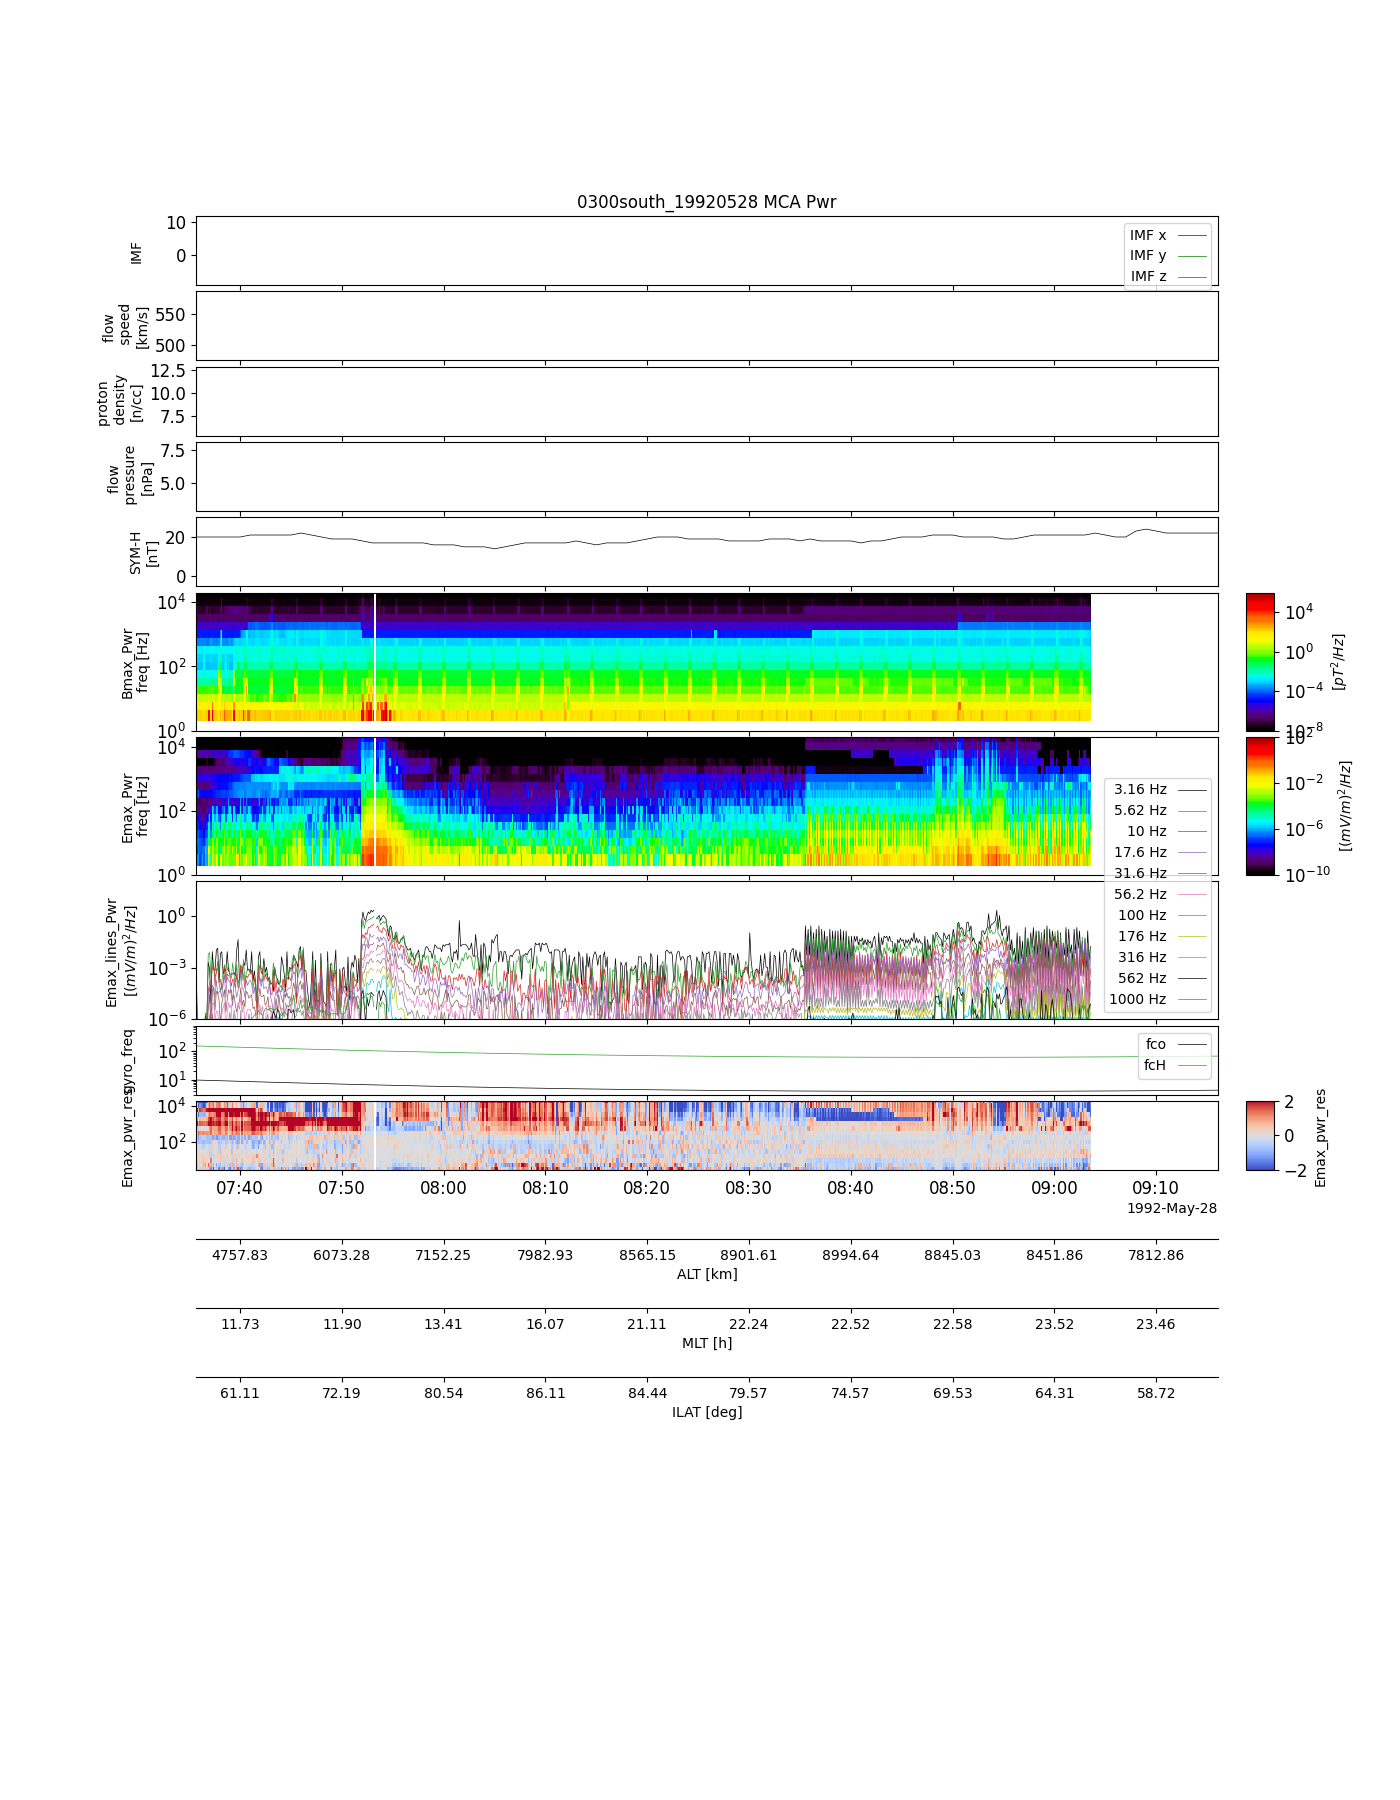 0300south_19920528 MCA Pwr
10
0
IMF
IMF x
IMF y
IMF z
550
500
flow
speed
[km/s]
12.5
10.0
7.5
proton
density
[n/cc]
7.5
5.0
flow
pressure
[nPa]
20
0
SYM-H
[nT]
10^4
10^2
10^0
Bmax_Pwr
freq [Hz]
10^4
10^0
10^-4
10^-8
[pT^2/Hz]
10^4
10^2
10^0
Emax_Pwr
freq [Hz]
10^2
10^-2
10^-6
10^-10
[(mV/m)^2/Hz]
3.16 Hz
5.62 Hz
10 Hz
17.6 Hz
31.6 Hz
56.2 Hz
100 Hz
176 Hz
316 Hz
562 Hz
1000 Hz
10^0
10^-3
10^-6
Emax_lines_Pwr
[(mV/m)^2/Hz]
10^2
10^1
gyro_freq
fco
fcH
10^4
10^2
Emax_pwr_res
2
0
−2
Emax_pwr_res
07:40 07:50 08:00 08:10 08:20 08:30 08:40 08:50 09:00 09:10
1992-May-28
4757.83 6073.28 7152.25 7982.93 8565.15 8901.61 8994.64 8845.03 8451.86 7812.86
ALT [km]
11.73 11.90 13.41 16.07 21.11 22.24 22.52 22.58 23.52 23.46
MLT [h]
61.11 72.19 80.54 86.11 84.44 79.57 74.57 69.53 64.31 58.72
ILAT [deg]